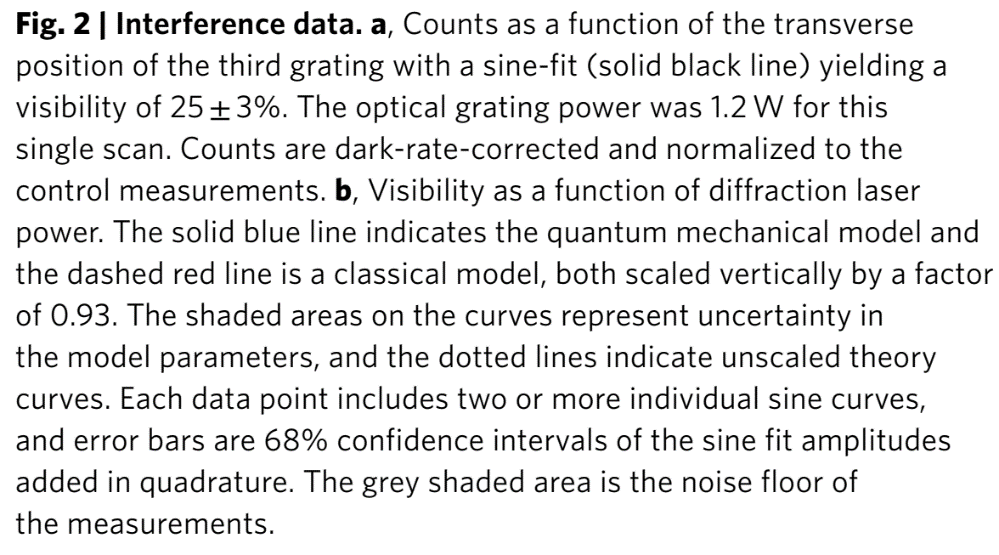 Fig. 2 | Interference data. a, Counts as a function of the transverse
position of the third grating with a sine-fit (solid black line) yielding a
visibility of 25 ± 3%. The optical grating power was 1.2 W for this
single scan. Counts are dark-rate-corrected and normalized to the
control measurements. b, Visibility as a function of diffraction laser
power. The solid blue line indicates the quantum mechanical model and
the dashed red line is a classical model, both scaled vertically by a factor
of 0.93. The shaded areas on the curves represent uncertainty in
the model parameters, and the dotted lines indicate unscaled theory
curves. Each data point includes two or more individual sine curves,
and error bars are 68% confidence intervals of the sine fit amplitudes
added in quadrature. The grey shaded area is the noise floor of
the measurements.